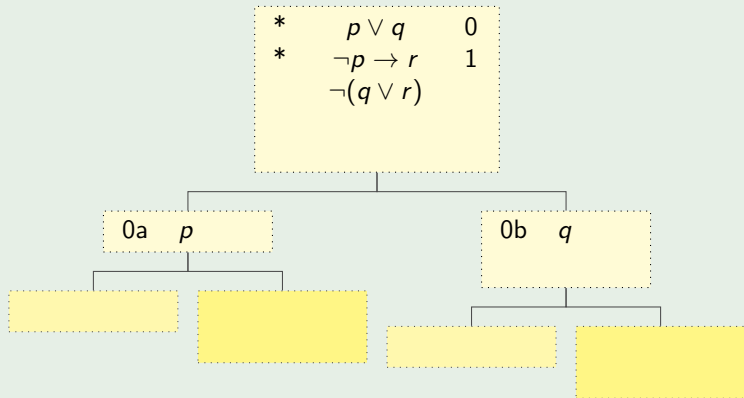 * p ∨ q 0
* ¬p → r 1
¬(q ∨ r)
0a p
0b q